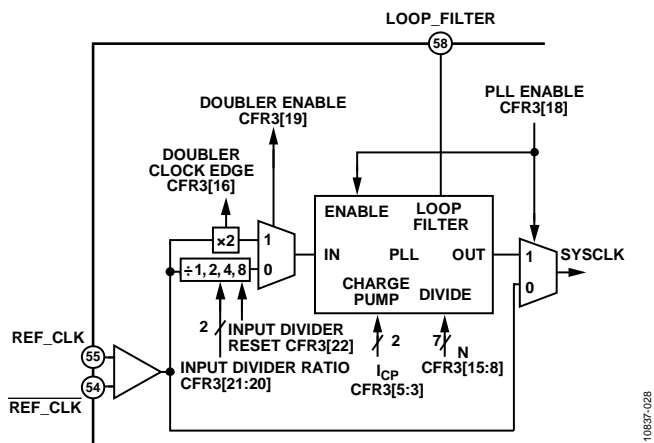 LOOP_FILTER
58
DOUBLER ENABLE
CFR3[19]
PLL ENABLE
CFR3[18]
DOUBLER
CLOCK EDGE
CFR3[16]
ENABLE
LOOP
FILTER
×2
1
0
÷1, 2, 4, 8
IN
PLL
OUT
1
0
SYSCLK
CHARGE
PUMP
DIVIDE
2
INPUT DIVIDER
RESET CFR3[22]
INPUT DIVIDER RATIO
CFR3[21:20]
2
ICP
CFR3[5:3]
7
N
CFR3[15:8]
REF_CLK
55
54
REF_CLK
10837-028